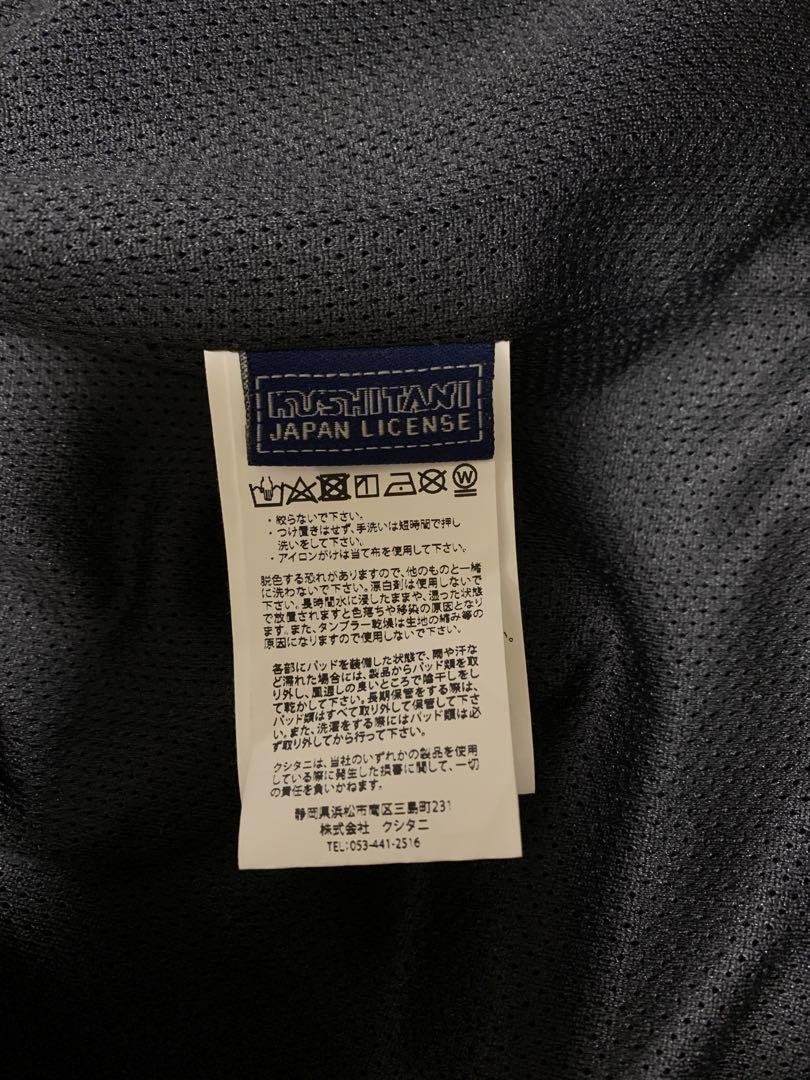 KUSHITANI
JAPAN LICENSE
W
・絞らないで下さい。
・つけ置きはせず、手洗いは短時間で押し
洗いをして下さい。
・アイロンがけは当て布を使用して下さい。
脱色する恐れがありますので、他のものと一緒
に洗わないで下さい。漂白剤は使用しないで
下さい。長時間水に浸したままや、湿った状態
で放置されますと色落ちや移染の原因となり
ます。また、タンブラー乾燥は生地の縮み等の
原因になりますので使用しないで下さい。
各部にパッドを装備した状態で、雨や汗な
ど濡れた場合には、製品からパッド類を取
り外し、風通しの良いところで陰干しをし
て乾かして下さい。長期保管をする際は、
パッド類はすべて取り外して保管して下さ
い。また、洗濯をする際にはパッド類は必
ず取り外してから行って下さい。
クシタニは、当社のいずれかの製品を使用
している際に発生した損害に関して、一切
の責任を負いかねます。
静岡県浜松市南区三島町231
株式会社 クシタニ
TEL:053-441-2516
い。